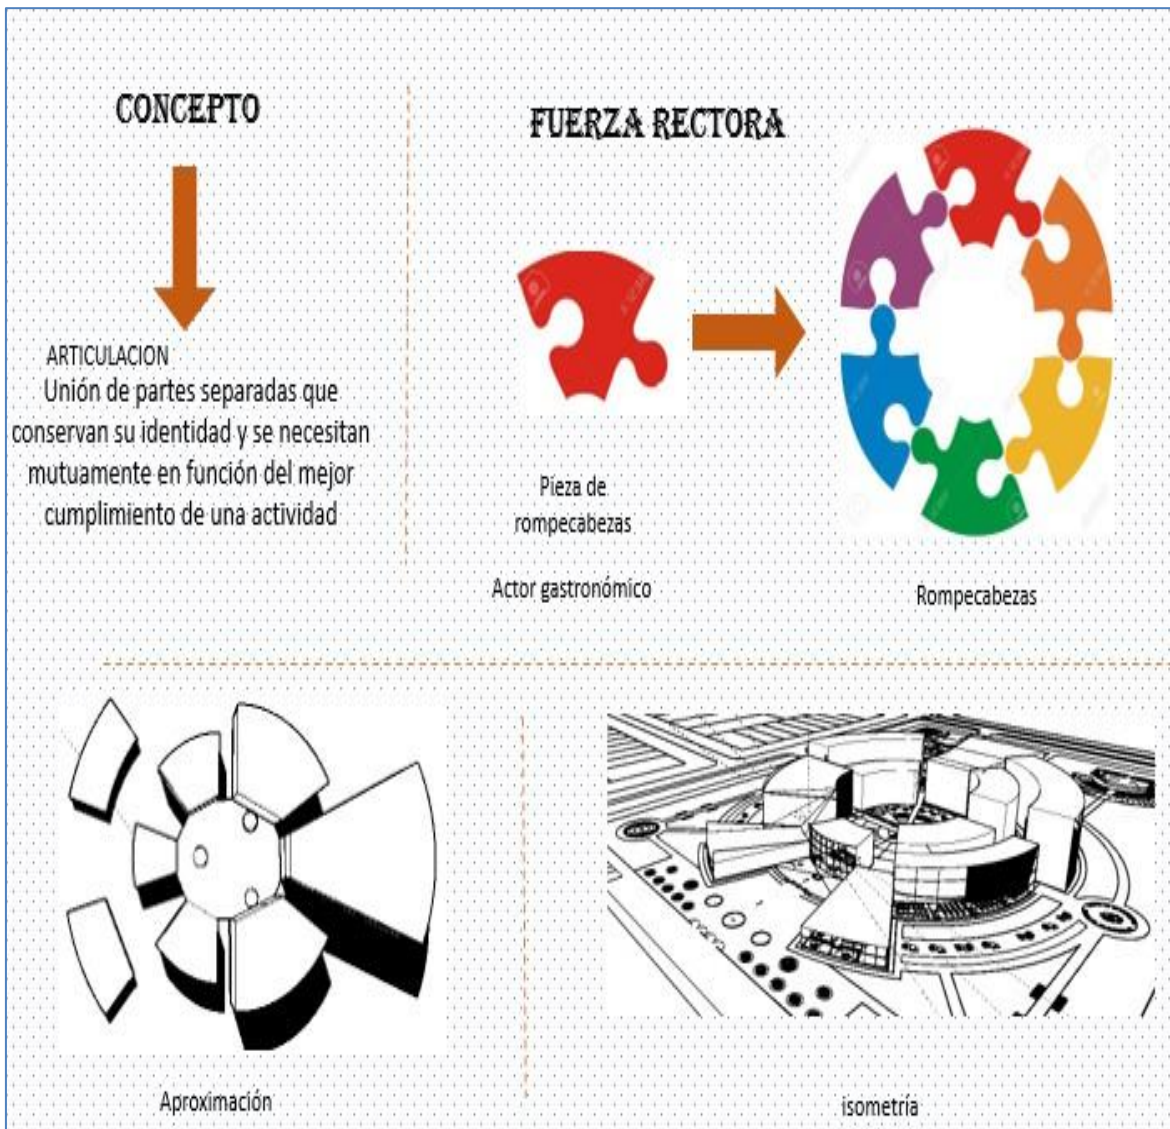 CONCEPTO
FUERZA RECTORA
ARTICULACION
Unión de partes separadas que
conservan su identidad y se necesitan
mutuamente en función del mejor
cumplimiento de una actividad
Pieza de
rompecabezas
Actor gastronómico
Rompecabezas
Aproximación
isometría